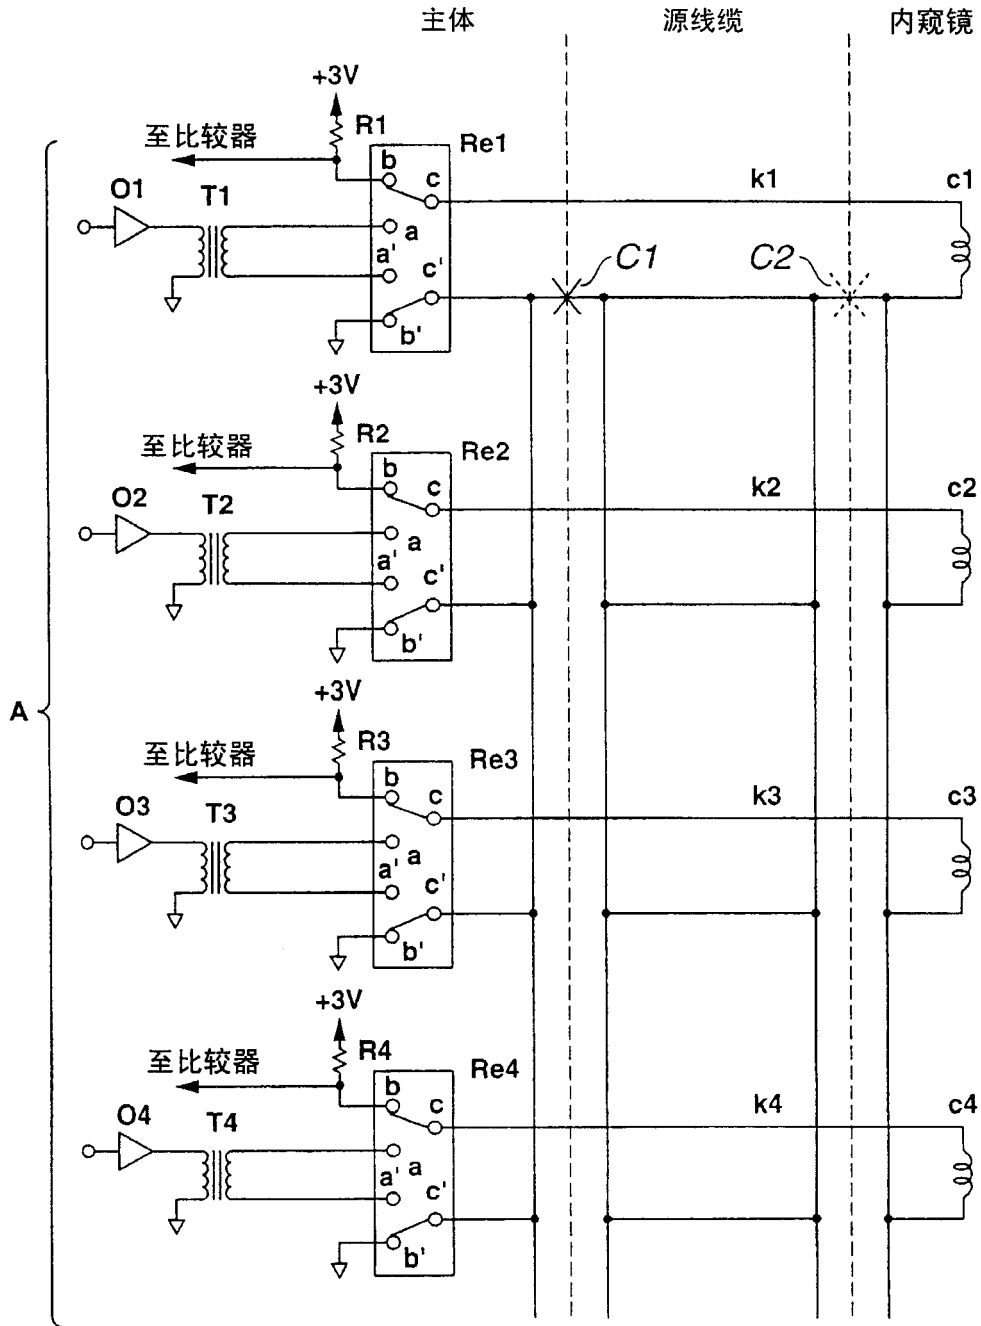 主体 源线缆 内窥镜
+3V
R1
至比较器
Re1
b
c
k1
c1
O1
T1
a
a'
c'
C1
C2
b'
+3V
R2
至比较器
Re2
b
c
k2
c2
O2
T2
a
a'
c'
b'
+3V
A
R3
至比较器
Re3
b
c
k3
c3
O3
T3
a
a'
c'
b'
+3V
R4
至比较器
Re4
b
c
k4
c4
O4
T4
a
a'
c'
b'